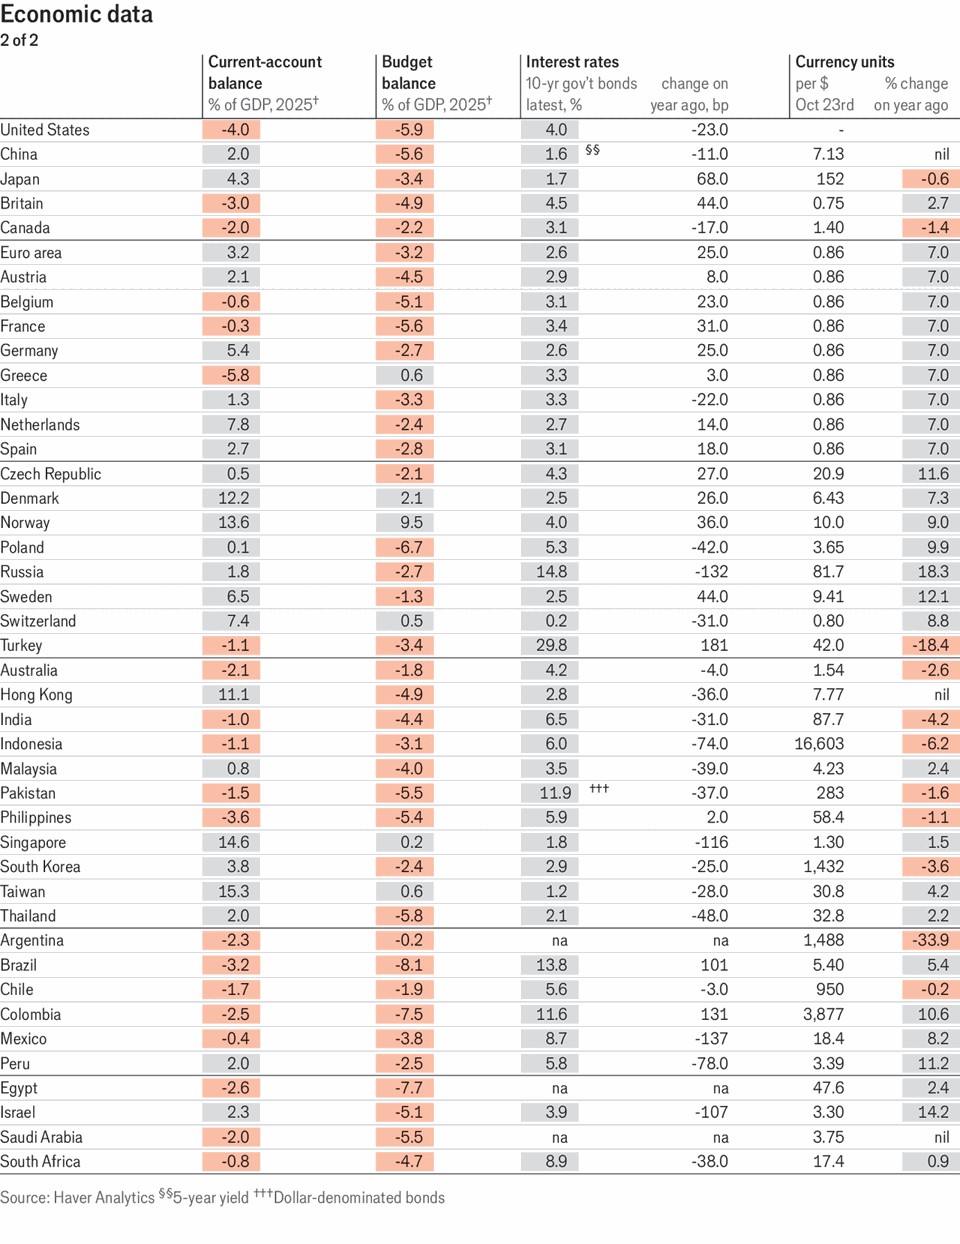 Economic data
2 of 2
Current-account balance % of GDP, 2025† Budget balance % of GDP, 2025† Interest rates 10-yr gov't bonds latest, % change on year ago, bp Currency units per $ Oct 23rd % change on year ago
United States -4.0 -5.9 4.0 -23.0 -
China 2.0 -5.6 1.6 §§ -11.0 7.13 nil
Japan 4.3 -3.4 1.7 68.0 152 -0.6
Britain -3.0 -4.9 4.5 44.0 0.75 2.7
Canada -2.0 -2.2 3.1 -17.0 1.40 -1.4
Euro area 3.2 -3.2 2.6 25.0 0.86 7.0
Austria 2.1 -4.5 2.9 8.0 0.86 7.0
Belgium -0.6 -5.1 3.1 23.0 0.86 7.0
France -0.3 -5.6 3.4 31.0 0.86 7.0
Germany 5.4 -2.7 2.6 25.0 0.86 7.0
Greece -5.8 0.6 3.3 3.0 0.86 7.0
Italy 1.3 -3.3 3.3 -22.0 0.86 7.0
Netherlands 7.8 -2.4 2.7 14.0 0.86 7.0
Spain 2.7 -2.8 3.1 18.0 0.86 7.0
Czech Republic 0.5 -2.1 4.3 27.0 20.9 11.6
Denmark 12.2 2.1 2.5 26.0 6.43 7.3
Norway 13.6 9.5 4.0 36.0 10.0 9.0
Poland 0.1 -6.7 5.3 -42.0 3.65 9.9
Russia 1.8 -2.7 14.8 -132 81.7 18.3
Sweden 6.5 -1.3 2.5 44.0 9.41 12.1
Switzerland 7.4 0.5 0.2 -31.0 0.80 8.8
Turkey -1.1 -3.4 29.8 181 42.0 -18.4
Australia -2.1 -1.8 4.2 -4.0 1.54 -2.6
Hong Kong 11.1 -4.9 2.8 -36.0 7.77 nil
India -1.0 -4.4 6.5 -31.0 87.7 -4.2
Indonesia -1.1 -3.1 6.0 -74.0 16,603 -6.2
Malaysia 0.8 -4.0 3.5 -39.0 4.23 2.4
Pakistan -1.5 -5.5 11.9 ††† -37.0 283 -1.6
Philippines -3.6 -5.4 5.9 2.0 58.4 -1.1
Singapore 14.6 0.2 1.8 -116 1.30 1.5
South Korea 3.8 -2.4 2.9 -25.0 1,432 -3.6
Taiwan 15.3 0.6 1.2 -28.0 30.8 4.2
Thailand 2.0 -5.8 2.1 -48.0 32.8 2.2
Argentina -2.3 -0.2 na na 1,488 -33.9
Brazil -3.2 -8.1 13.8 101 5.40 5.4
Chile -1.7 -1.9 5.6 -3.0 950 -0.2
Colombia -2.5 -7.5 11.6 131 3,877 10.6
Mexico -0.4 -3.8 8.7 -137 18.4 8.2
Peru 2.0 -2.5 5.8 -78.0 3.39 11.2
Egypt -2.6 -7.7 na na 47.6 2.4
Israel 2.3 -5.1 3.9 -107 3.30 14.2
Saudi Arabia -2.0 -5.5 na na 3.75 nil
South Africa -0.8 -4.7 8.9 -38.0 17.4 0.9
Source: Haver Analytics §§5-year yield †††Dollar-denominated bonds